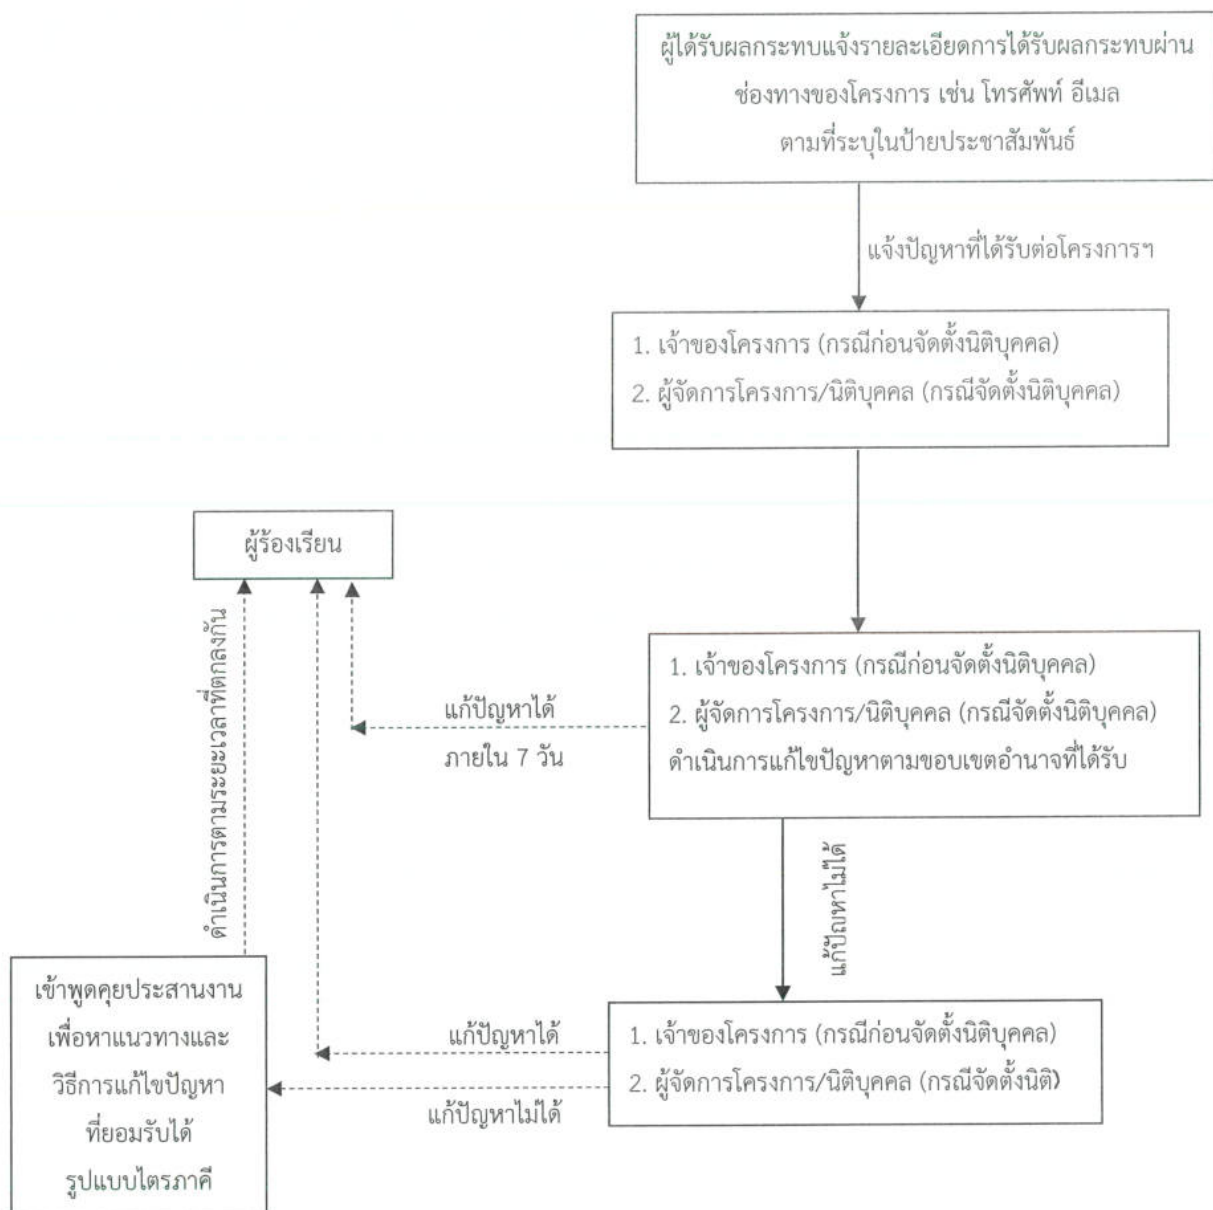 ผู้ได้รับผลกระทบแจ้งรายละเอียดการได้รับผลกระทบผ่าน
ช่องทางของโครงการ เช่น โทรศัพท์ อีเมล
ตามที่ระบุในป้ายประชาสัมพันธ์
แจ้งปัญหาที่ได้รับต่อโครงการฯ
1. เจ้าของโครงการ (กรณีก่อนจัดตั้งนิติบุคคล)
2. ผู้จัดการโครงการ/นิติบุคคล (กรณีจัดตั้งนิติบุคคล)
ผู้ร้องเรียน
1. เจ้าของโครงการ (กรณีก่อนจัดตั้งนิติบุคคล)
2. ผู้จัดการโครงการ/นิติบุคคล (กรณีจัดตั้งนิติบุคคล)
ดำเนินการแก้ไขปัญหาตามขอบเขตอำนาจที่ได้รับ
แก้ปัญหาได้
ภายใน 7 วัน
ดำเนินการตามระยะเวลาที่ตกลงกัน
แก้ปัญหาไม่ได้
1. เจ้าของโครงการ (กรณีก่อนจัดตั้งนิติบุคคล)
2. ผู้จัดการโครงการ/นิติบุคคล (กรณีจัดตั้งนิติ)
แก้ปัญหาได้
แก้ปัญหาไม่ได้
เข้าพูดคุยประสานงาน
เพื่อหาแนวทางและ
วิธีการแก้ไขปัญหา
ที่ยอมรับได้
รูปแบบไตรภาคี